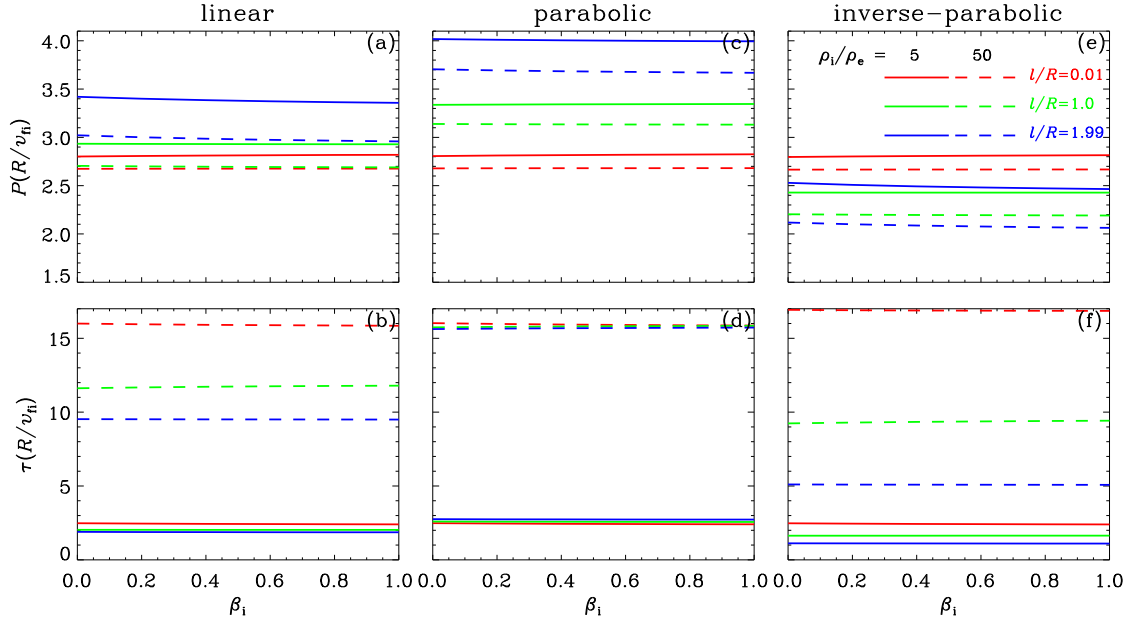 linear parabolic inverse−parabolic
(a) (c) (e)
ρi/ρe = 5 50
l/R=0.01
l/R=1.0
l/R=1.99
P(R/vfi)
4.0
3.5
3.0
2.5
2.0
1.5
(b) (d) (f)
τ(R/vfi)
15
10
5
0
0.0 0.2 0.4 0.6 0.8 1.0 0.0 0.2 0.4 0.6 0.8 1.0 0.0 0.2 0.4 0.6 0.8 1.0
βi βi βi